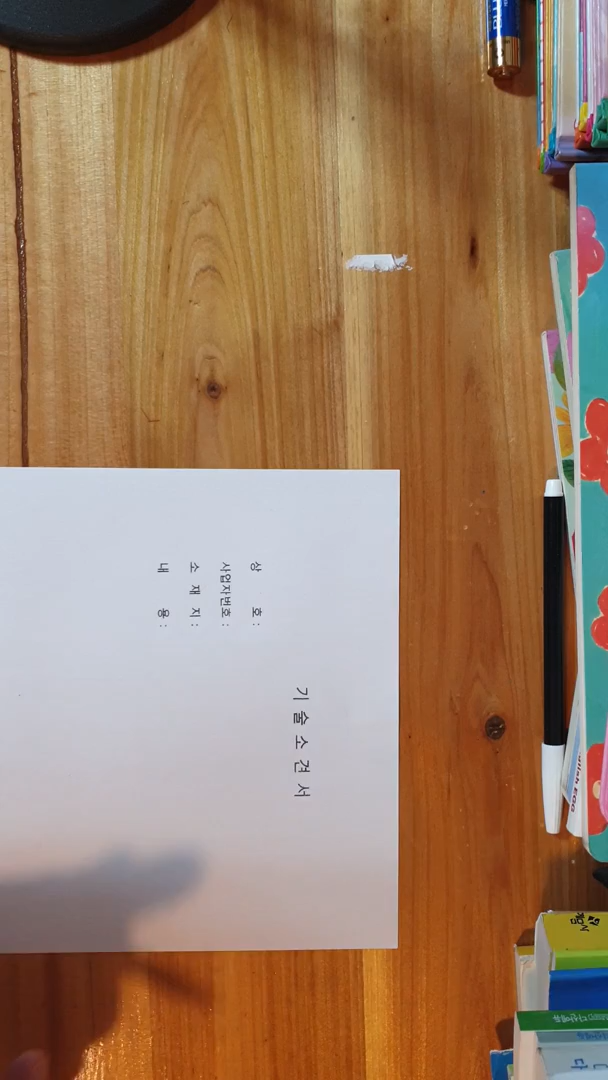 기 술 소 견 서
상 호 :
사업자번호 :
소 재 지 :
내 용 :